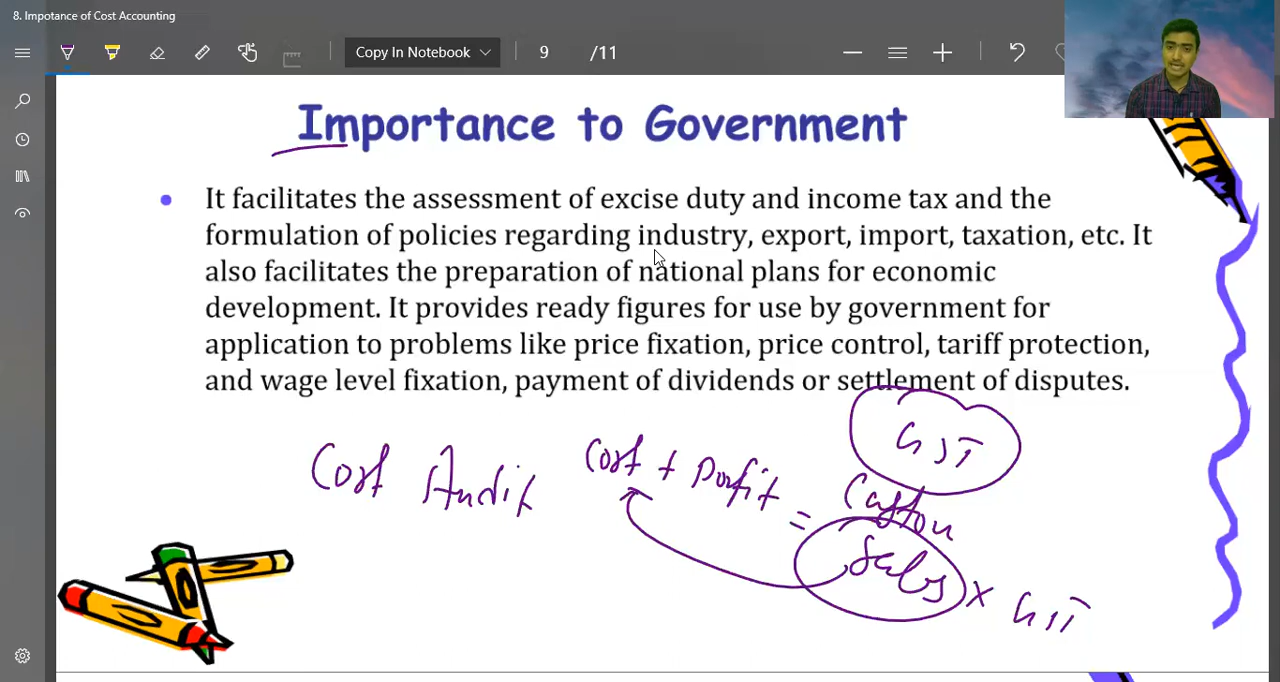 8. Impotance of Cost Accounting
Copy In Notebook
9 /11
Importance to Government
• It facilitates the assessment of excise duty and income tax and the
formulation of policies regarding industry, export, import, taxation, etc. It
also facilitates the preparation of national plans for economic
development. It provides ready figures for use by government for
application to problems like price fixation, price control, tariff protection,
and wage level fixation, payment of dividends or settlement of disputes.
GST
Cost Audit Cost + Profit =
Sales × GST